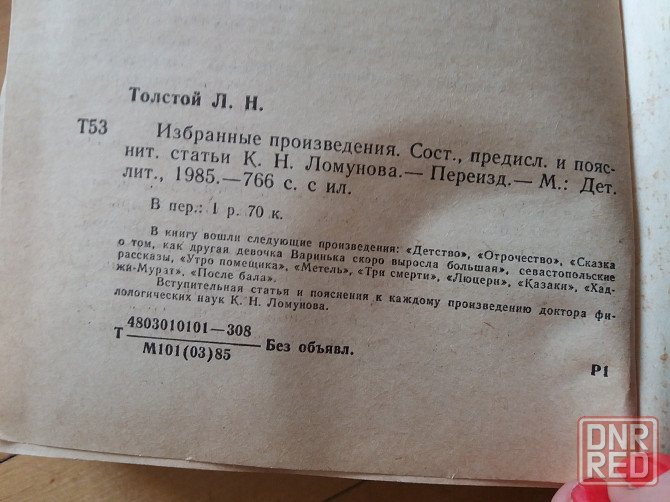 Толстой Л. Н.
Т53 Избранные произведения. Сост., предисл. и пояс-
нит. статьи К. Н. Ломунова.— Переизд.— М.: Дет.
лит., 1985.—766 с. с ил.
В пер.: 1 р. 70 к.
В книгу вошли следующие произведения: «Детство», «Отрочество», «Сказка
о том, как другая девочка Варинька скоро выросла большая», севастопольские
рассказы, «Утро помещика», «Метель», «Три смерти», «Люцерн», «Казаки», «Хад-
жи-Мурат», «После бала».
Вступительная статья и пояснения к каждому произведению доктора фи-
лологических наук К. Н. Ломунова.
Т 4803010101—308
М101(03)85 Без объявл.
Р1
DNR
RED